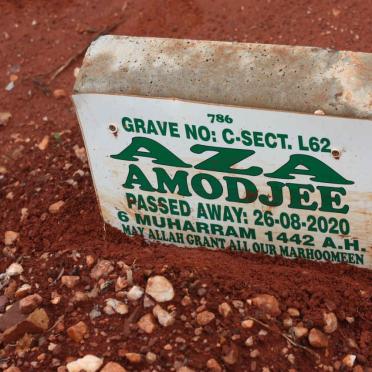 786
GRAVE NO: C-SECT. L62
AZA
AMODJEE
PASSED AWAY: 26-08-2020
6 MUHARRAM 1442 A.H.
MAY ALLAH GRANT ALL OUR MARHOOMEEN